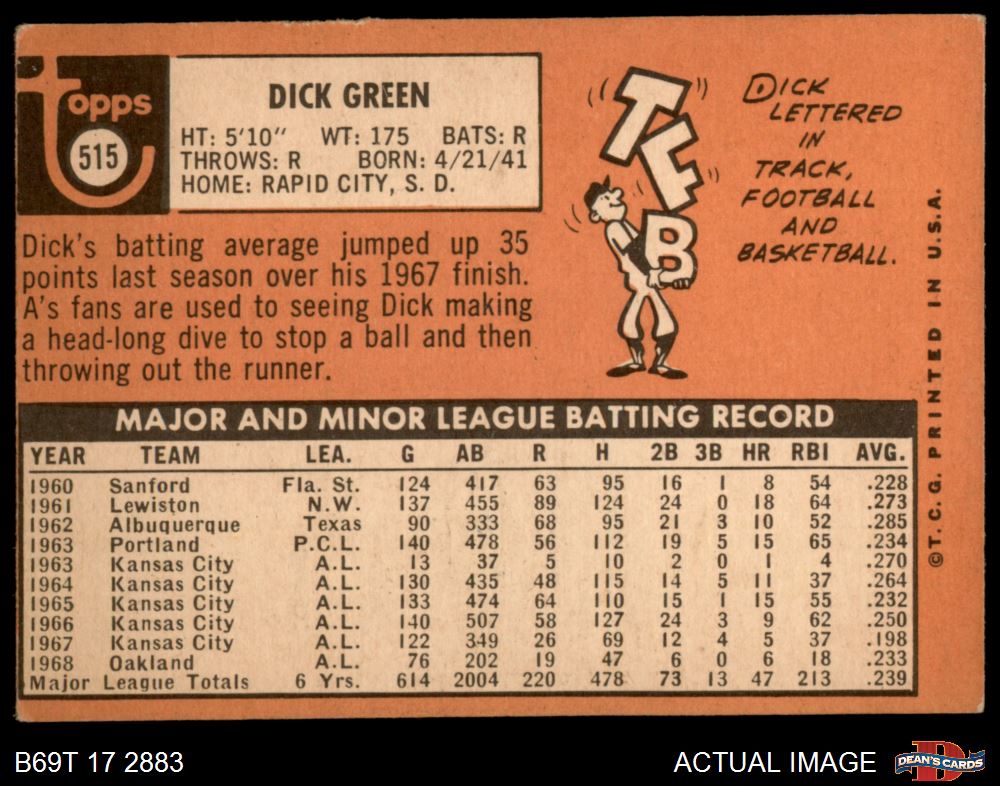 Topps
515
DICK GREEN
HT: 5'10" WT: 175 BATS: R
THROWS: R BORN: 4/21/41
HOME: RAPID CITY, S. D.
Dick's batting average jumped up 35
points last season over his 1967 finish.
A's fans are used to seeing Dick making
a head-long dive to stop a ball and then
throwing out the runner.
T
F
B
DICK
LETTERED
IN
TRACK,
FOOTBALL
AND
BASKETBALL.
MAJOR AND MINOR LEAGUE BATTING RECORD
YEAR TEAM LEA. G AB R H 2B 3B HR RBI AVG.
1960 Sanford Fla. St. 124 417 63 95 16 1 8 54 .228
1961 Lewiston N.W. 137 455 89 124 24 0 18 64 .273
1962 Albuquerque Texas 90 333 68 95 21 3 10 52 .285
1963 Portland P.C.L. 140 478 56 112 19 5 15 65 .234
1963 Kansas City A.L. 13 37 5 10 2 0 1 4 .270
1964 Kansas City A.L. 130 435 48 115 14 5 11 37 .264
1965 Kansas City A.L. 133 474 64 110 15 1 15 55 .232
1966 Kansas City A.L. 140 507 58 127 24 3 9 62 .250
1967 Kansas City A.L. 122 349 26 69 12 4 5 37 .198
1968 Oakland A.L. 76 202 19 47 6 0 6 18 .233
Major League Totals 6 Yrs. 614 2004 220 478 73 13 47 213 .239
©T. C. G. PRINTED IN U.S.A.
B69T 17 2883
ACTUAL IMAGE
DEAN'S CARDS